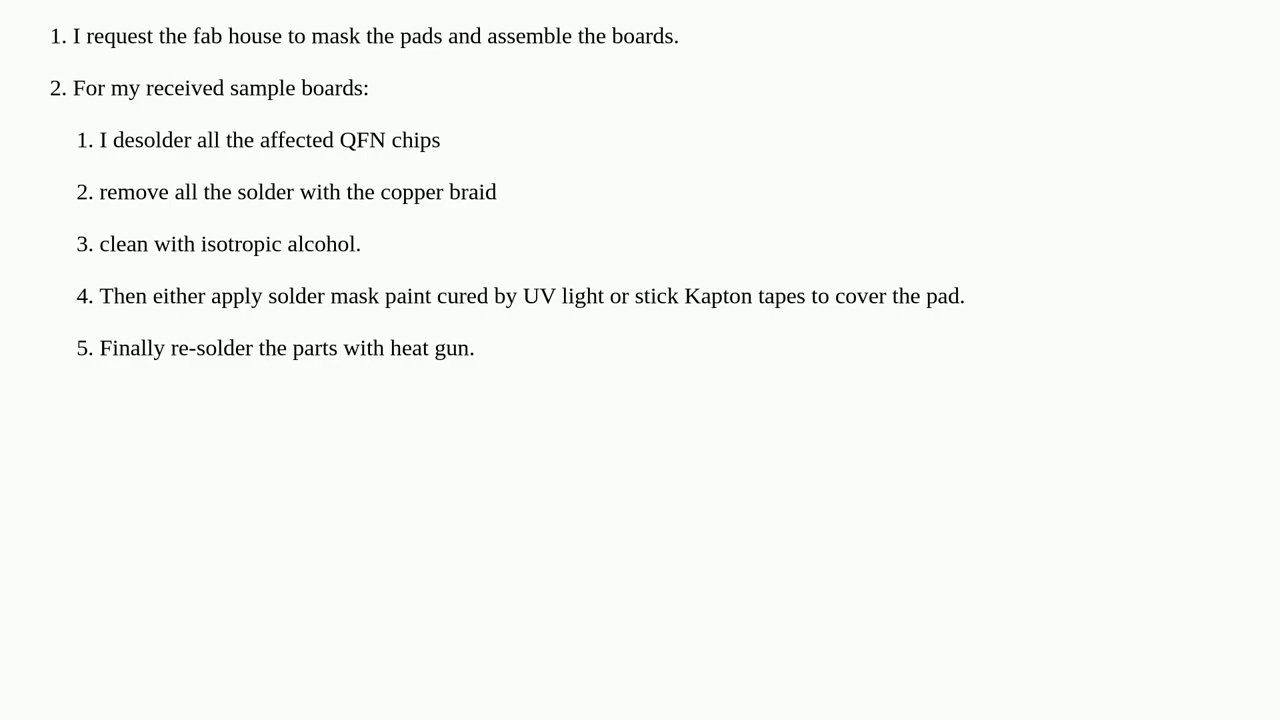 1. I request the fab house to mask the pads and assemble the boards.
2. For my received sample boards:
1. I desolder all the affected QFN chips
2. remove all the solder with the copper braid
3. clean with isotropic alcohol.
4. Then either apply solder mask paint cured by UV light or stick Kapton tapes to cover the pad.
5. Finally re-solder the parts with heat gun.